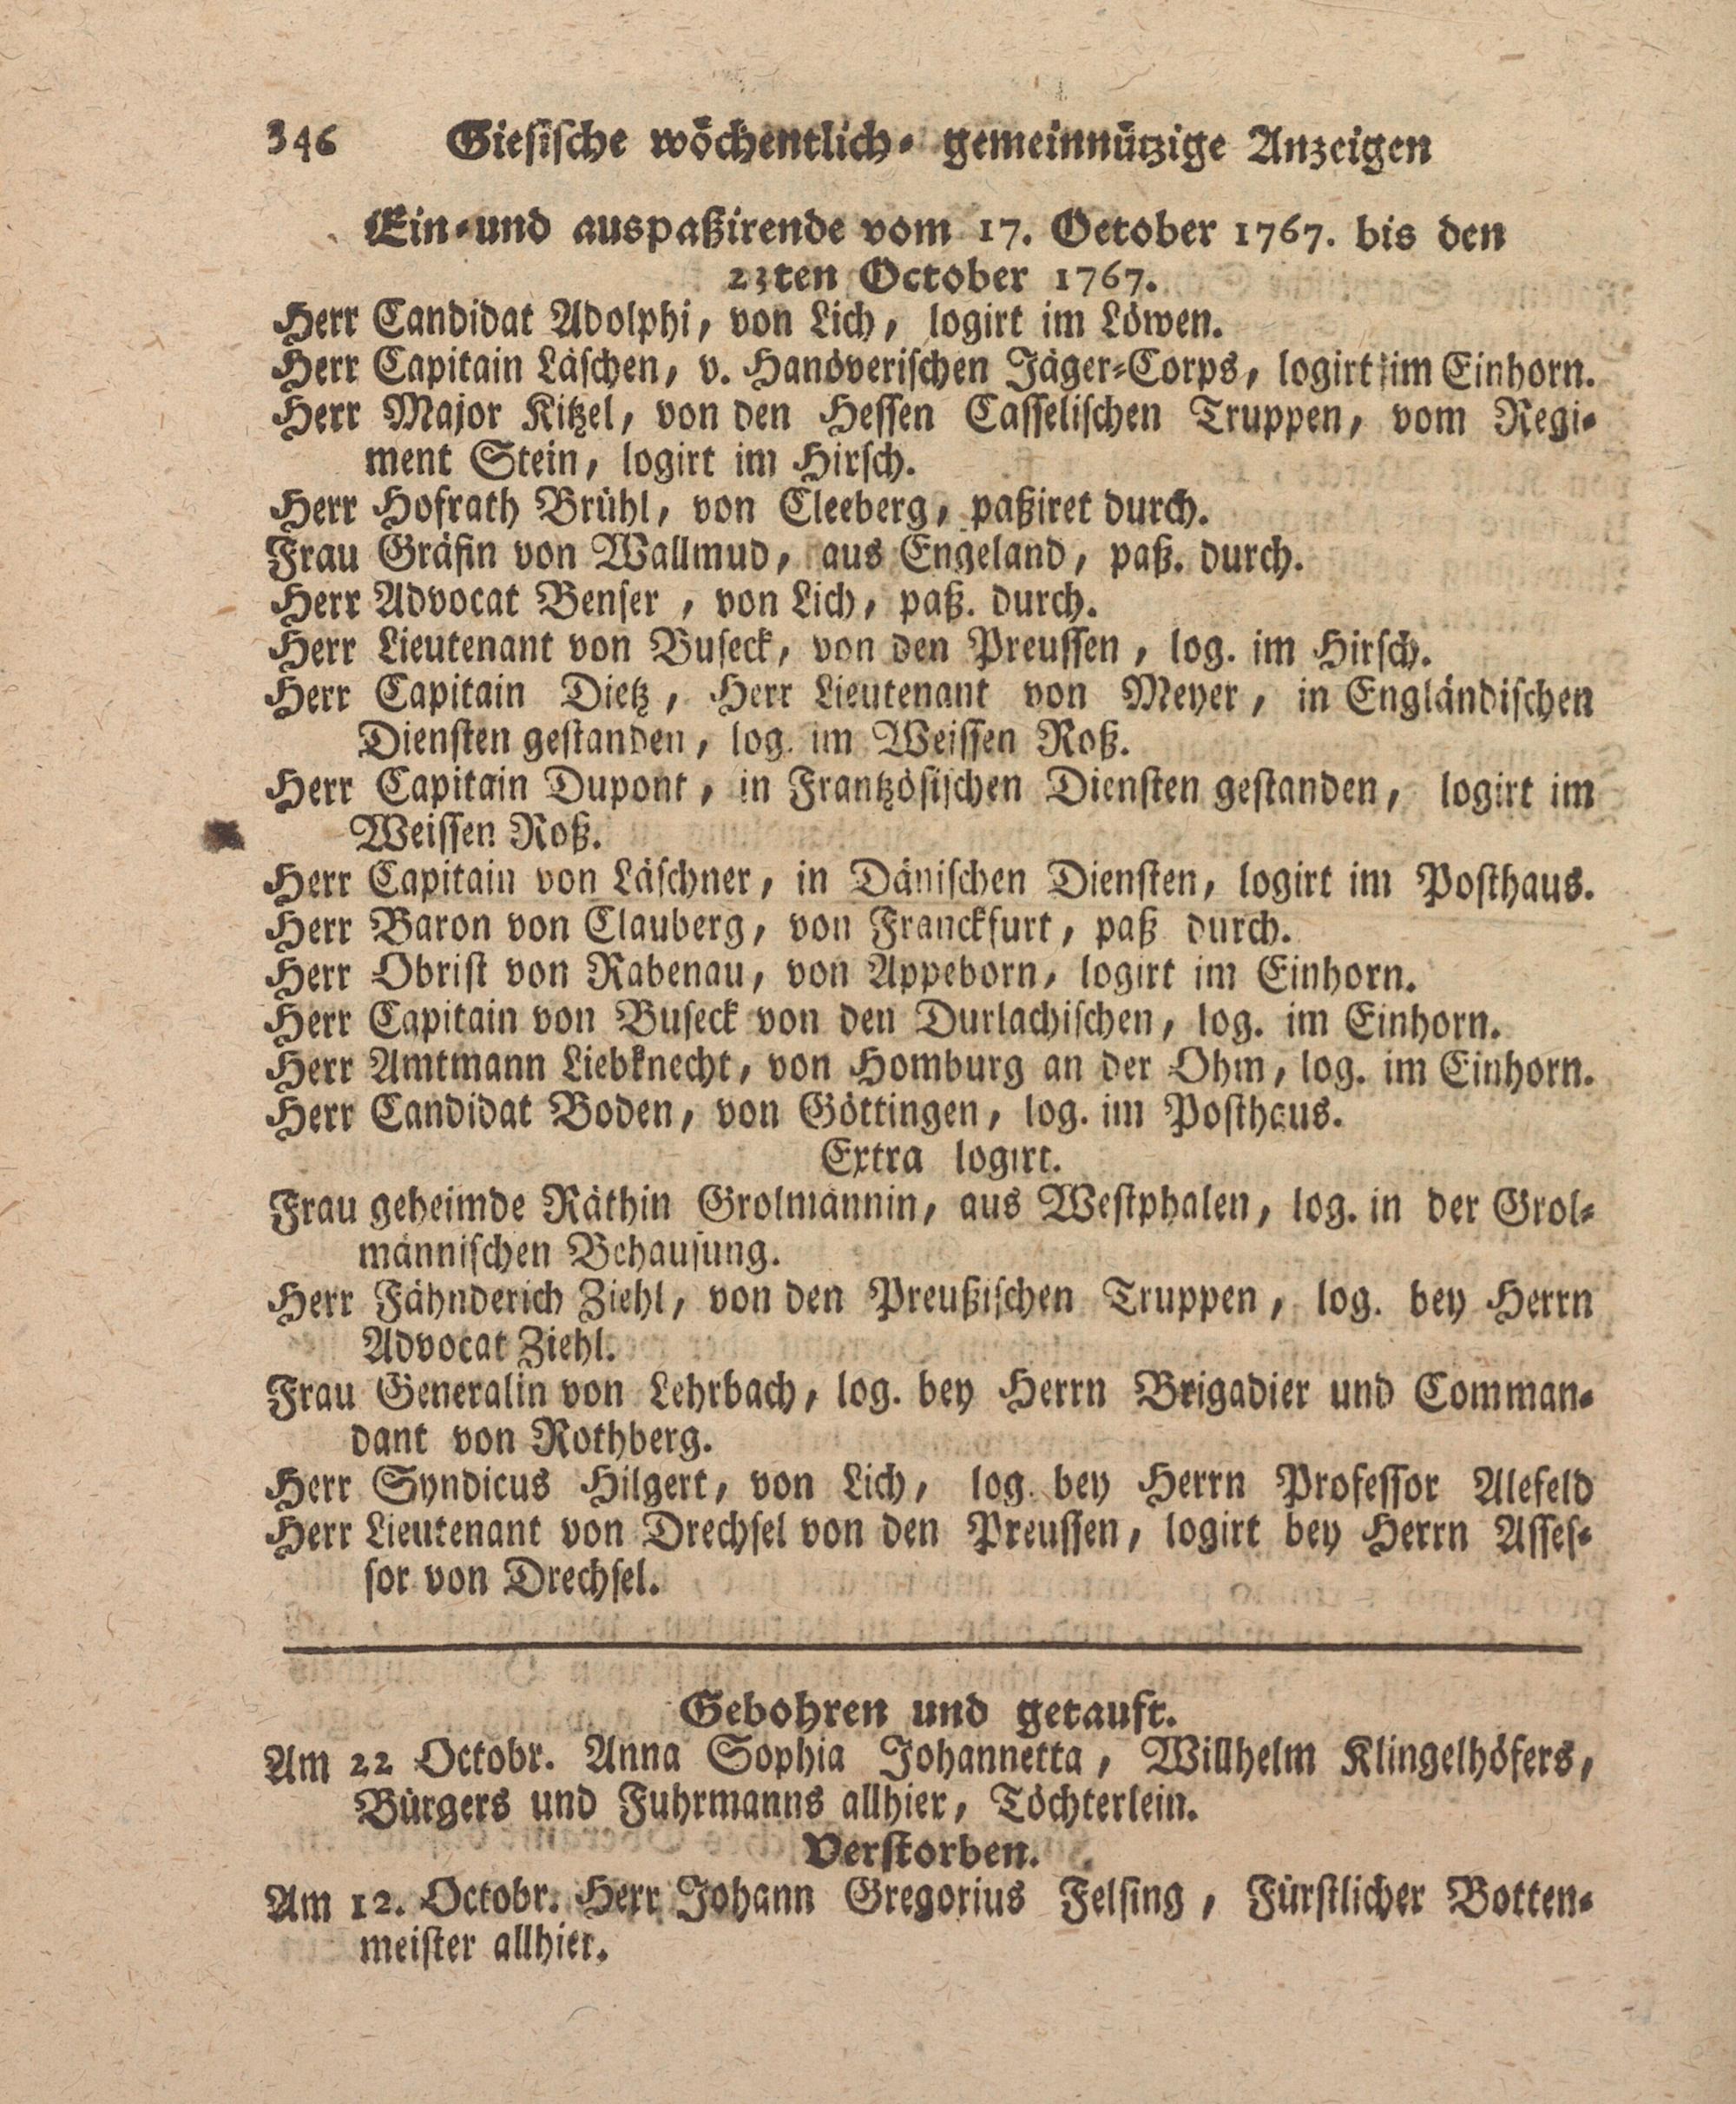 346 Giesische wöchentlich- gemeinnützige Anzeigen
Ein-und auspaßirende vom 17. October 1767. bis den
23ten October 1767.
Herr Candidat Adolphi, von Lich, logirt im Löwen.
Herr Capitain Läschen, v. Hanöverischen Jäger-Corps, logirt im Einhorn.
Herr Major Kitzel, von den Hessen Casselischen Truppen, vom Regi-
ment Stein, logirt im Hirsch.
Herr Hofrath Brühl, von Cleeberg, paßiret durch.
Frau Gräfin von Wallmud, aus Engeland, paß. durch.
Herr Advocat Benser, von Lich, paß. durch.
Herr Lieutenant von Buseck, von den Preussen, log. im Hirsch.
Herr Capitain Dietz, Herr Lieutenant von Meyer, in Engländischen
Diensten gestanden, log. im Weissen Roß.
Herr Capitain Dupont, in Frantzösischen Diensten gestanden, logirt im
Weissen Roß.
Herr Capitain von Läschner, in Dänischen Diensten, logirt im Posthaus.
Herr Baron von Clauberg, von Franckfurt, paß durch.
Herr Obrist von Rabenau, von Appeborn, logirt im Einhorn.
Herr Capitain von Buseck von den Durlachischen, log. im Einhorn.
Herr Amtmann Liebknecht, von Homburg an der Ohm, log. im Einhorn.
Herr Candidat Boden, von Göttingen, log. im Posthaus.
Extra logirt.
Frau geheimde Räthin Grolmännin, aus Westphalen, log. in der Grol-
männischen Behausung.
Herr Fähnderich Ziehl, von den Preußischen Truppen, log. bey Herrn
Advocat Ziehl.
Frau Generalin von Lehrbach, log. bey Herrn Brigadier und Comman-
dant von Rothberg.
Herr Syndicus Hilgert, von Lich, log. bey Herrn Professor Alefeld
Herr Lieutenant von Drechsel von den Preussen, logirt bey Herrn Asses-
sor von Drechsel.
Gebohren und getauft.
Am 22 Octobr. Anna Sophia Johannetta, Willhelm Klingelhöfers,
Bürgers und Fuhrmanns allhier, Töchterlein.
Verstorben.
Am 12. Octobr. Herr Johann Gregorius Felsing, Fürstlicher Botten-
meister allhier.